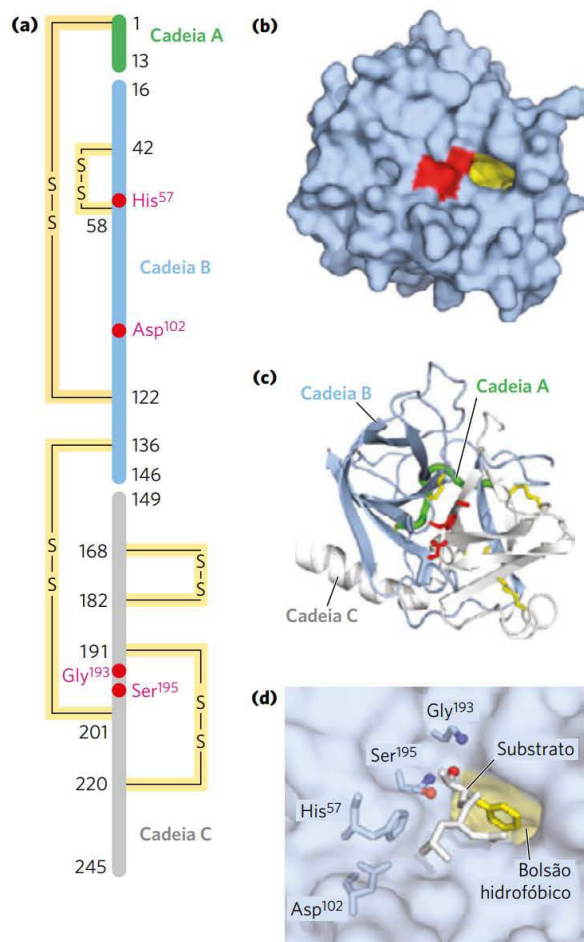 (a)
1
Cadeia A
13
16
42
S
S
His57
58
S
S
Cadeia B
Asp102
122
136
146
149
168
S
S
S
S
182
191
Gly193
Ser195
S
S
201
220
Cadeia C
245
(b)
(c)
Cadeia B
Cadeia A
Cadeia C
(d)
Gly193
Ser195
Substrato
His57
Bolsão
hidrofóbico
Asp102